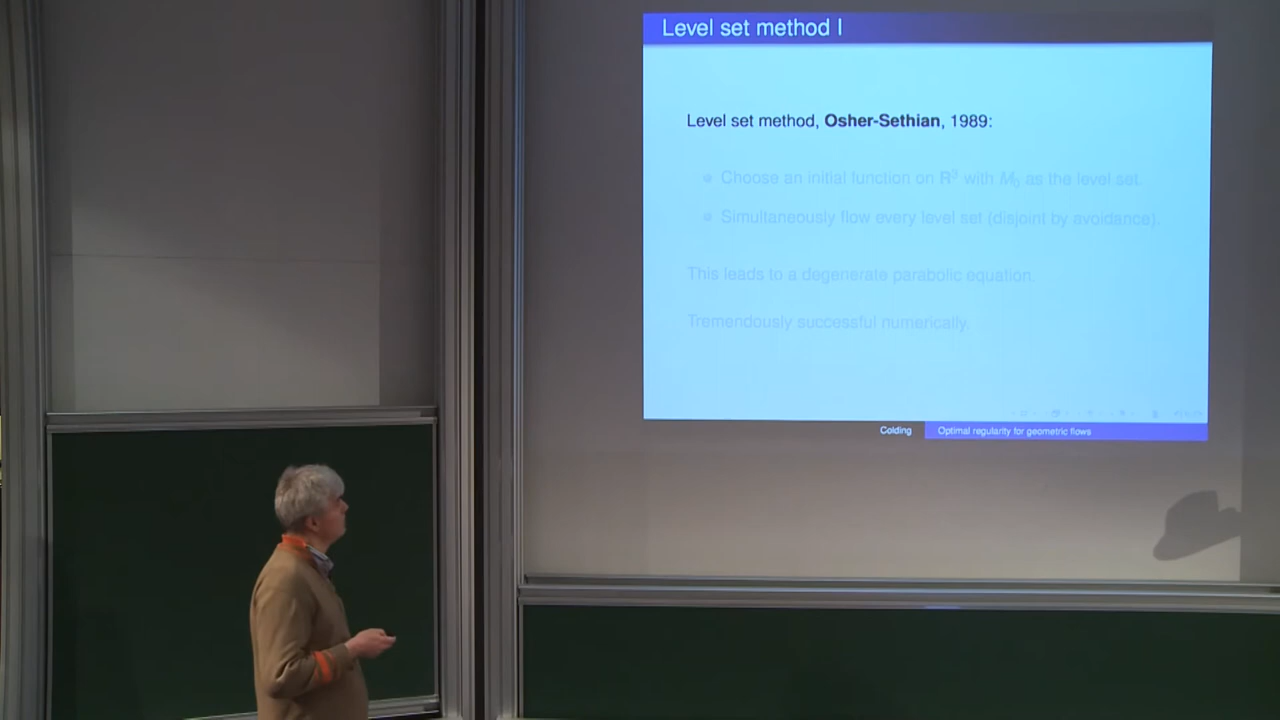 Level set method I
Level set method, Osher-Sethian, 1989:
Choose an initial function on R³ with M₀ as the level set.
Simultaneously flow every level set (disjoint by avoidance).
This leads to a degenerate parabolic equation.
Tremendously successful numerically.
Colding Optimal regularity for geometric flows